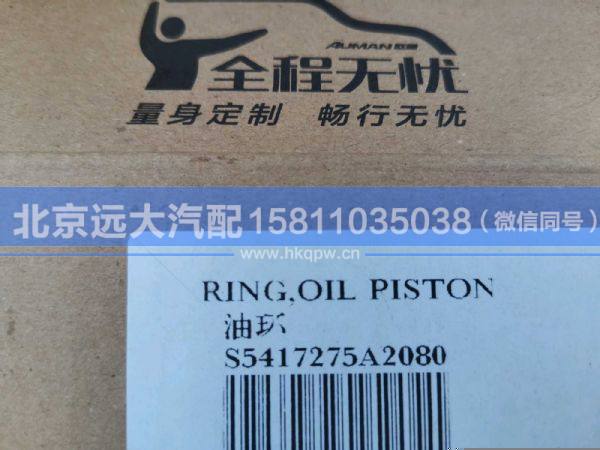 AUMAN 欧曼
全程无忧
量身定制 畅行无忧
北京远大汽配15811035038（微信同号）
www.hkqpw.cn
RING,OIL PISTON
油环
S5417275A2080